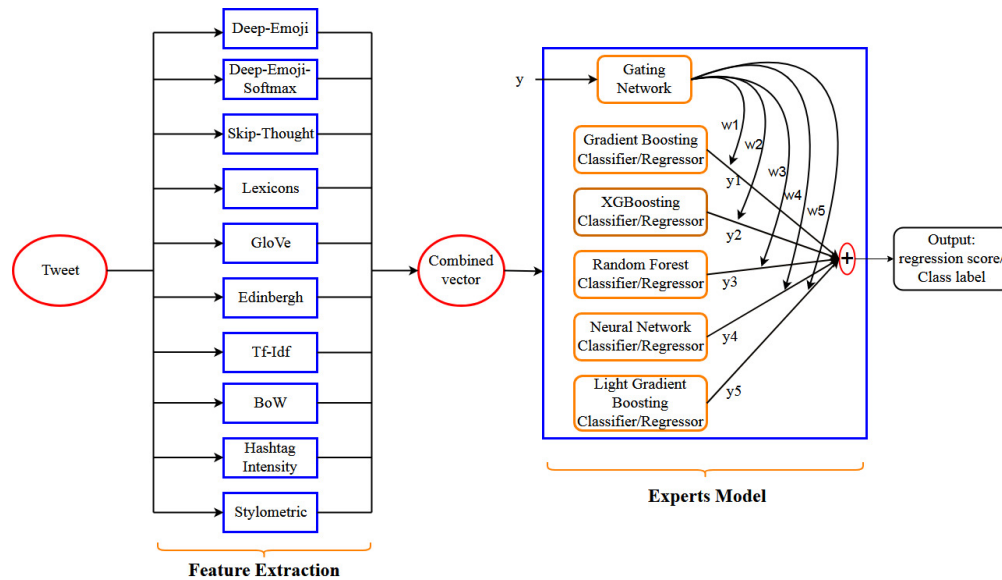 Tweet
Deep-Emoji
Deep-Emoji-
Softmax
Skip-Thought
Lexicons
GloVe
Edinbergh
Tf-Idf
BoW
Hashtag
Intensity
Stylometric
Feature Extraction
Combined
vector
y
Gating
Network
Gradient Boosting
Classifier/Regressor
XGBoosting
Classifier/Regressor
Random Forest
Classifier/Regressor
Neural Network
Classifier/Regressor
Light Gradient
Boosting
Classifier/Regressor
w1
w2
w3
w4
w5
y1
y2
y3
y4
y5
+
Experts Model
Output:
regression score/
Class label